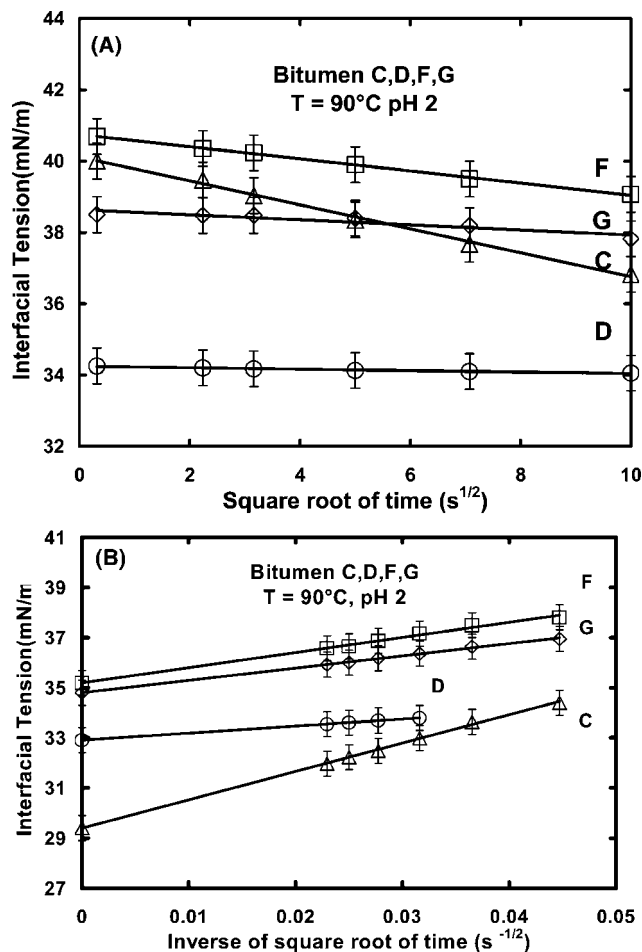 (A)
Bitumen C,D,F,G
T = 90°C pH 2
Interfacial Tension(mN/m)
44
42
40
38
36
34
32
F
G
C
D
0 2 4 6 8 10
Square root of time (s1/2)
(B)
Bitumen C,D,F,G
T = 90°C, pH 2
Interfacial Tension(mN/m
41
39
37
35
33
31
29
27
F
G
D
C
0 0.01 0.02 0.03 0.04 0.05
Inverse of square root of time (s -1/2)